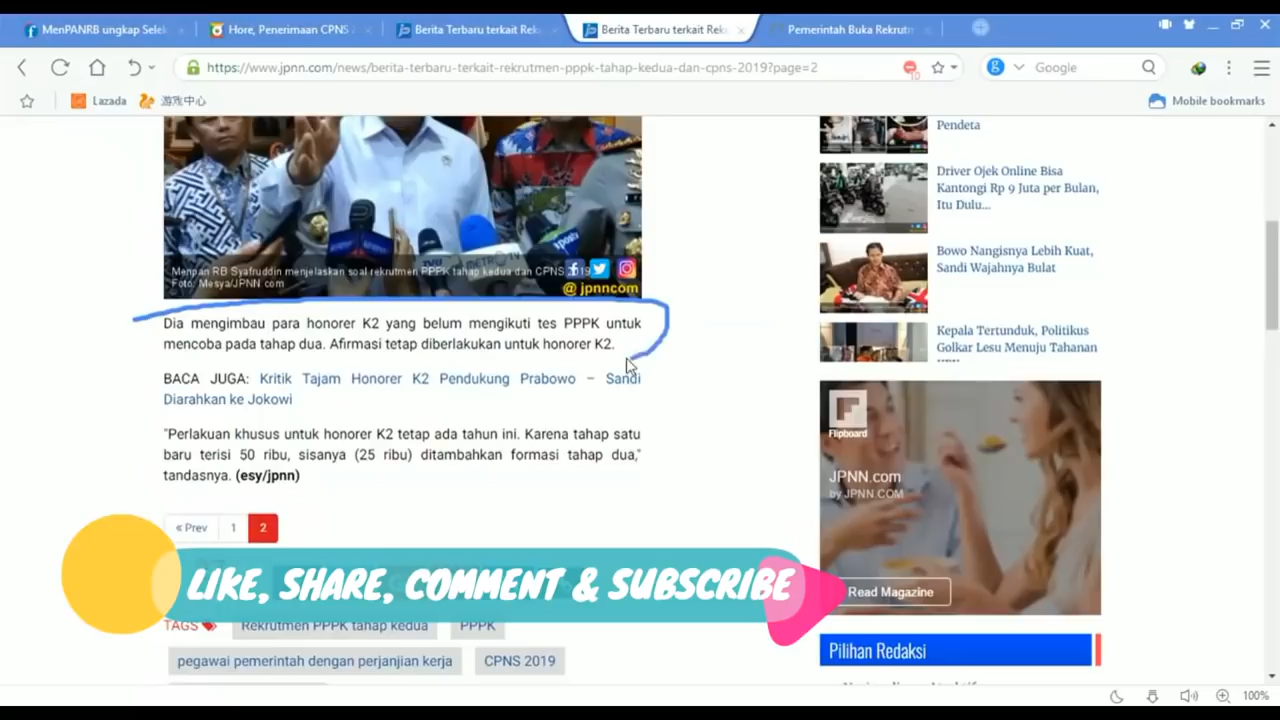 MenPANRB ungkap Selek
Hore, Penerimaan CPNS
Berita Terbaru terkait Rek
Berita Terbaru terkait Rek
Pemerintah Buka Rekrut
https://www.jpnn.com/news/berita-terbaru-terkait-rekrutmen-pppk-tahap-kedua-dan-cpns-2019?page=2
10
Google
Lazada
游戏中心
Mobile bookmarks
Menpan RB Syafruddin menjelaskan soal rekrutmen PPPK tahap kedua dan CPNS 2019
Foto: Mesya/JPNN com
@ jpnncom
Dia mengimbau para honorer K2 yang belum mengikuti tes PPPK untuk
mencoba pada tahap dua. Afirmasi tetap diberlakukan untuk honorer K2.
BACA JUGA: Kritik Tajam Honorer K2 Pendukung Prabowo – Sandi
Diarahkan ke Jokowi
"Perlakuan khusus untuk honorer K2 tetap ada tahun ini. Karena tahap satu
baru terisi 50 ribu, sisanya (25 ribu) ditambahkan formasi tahap dua,"
tandasnya. (esy/jpnn)
« Prev 1 2
LIKE, SHARE, COMMENT & SUBSCRIBE
TAGS
Rekrutmen PPPK tahap kedua
PPPK
pegawai pemerintah dengan perjanjian kerja
CPNS 2019
Pendeta
Driver Ojek Online Bisa
Kantongi Rp 9 Juta per Bulan,
Itu Dulu...
Bowo Nangisnya Lebih Kuat,
Sandi Wajahnya Bulat
Kepala Tertunduk, Politikus
Golkar Lesu Menuju Tahanan
Flipboard
JPNN.com
by JPNN.COM
Read Magazine
Pilihan Redaksi
100%